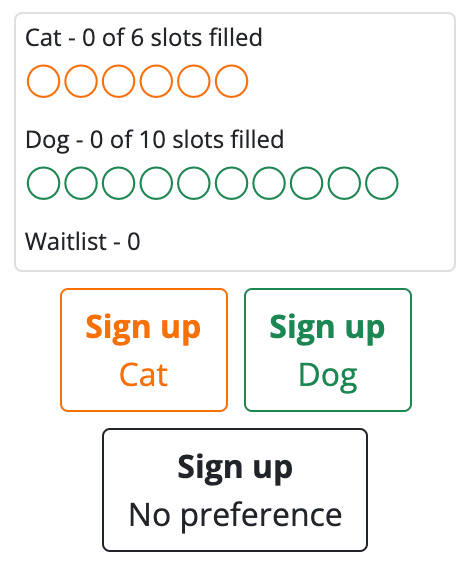 Cat - 0 of 6 slots filled
Dog - 0 of 10 slots filled
Waitlist - 0
Sign up
Cat
Sign up
Dog
Sign up
No preference